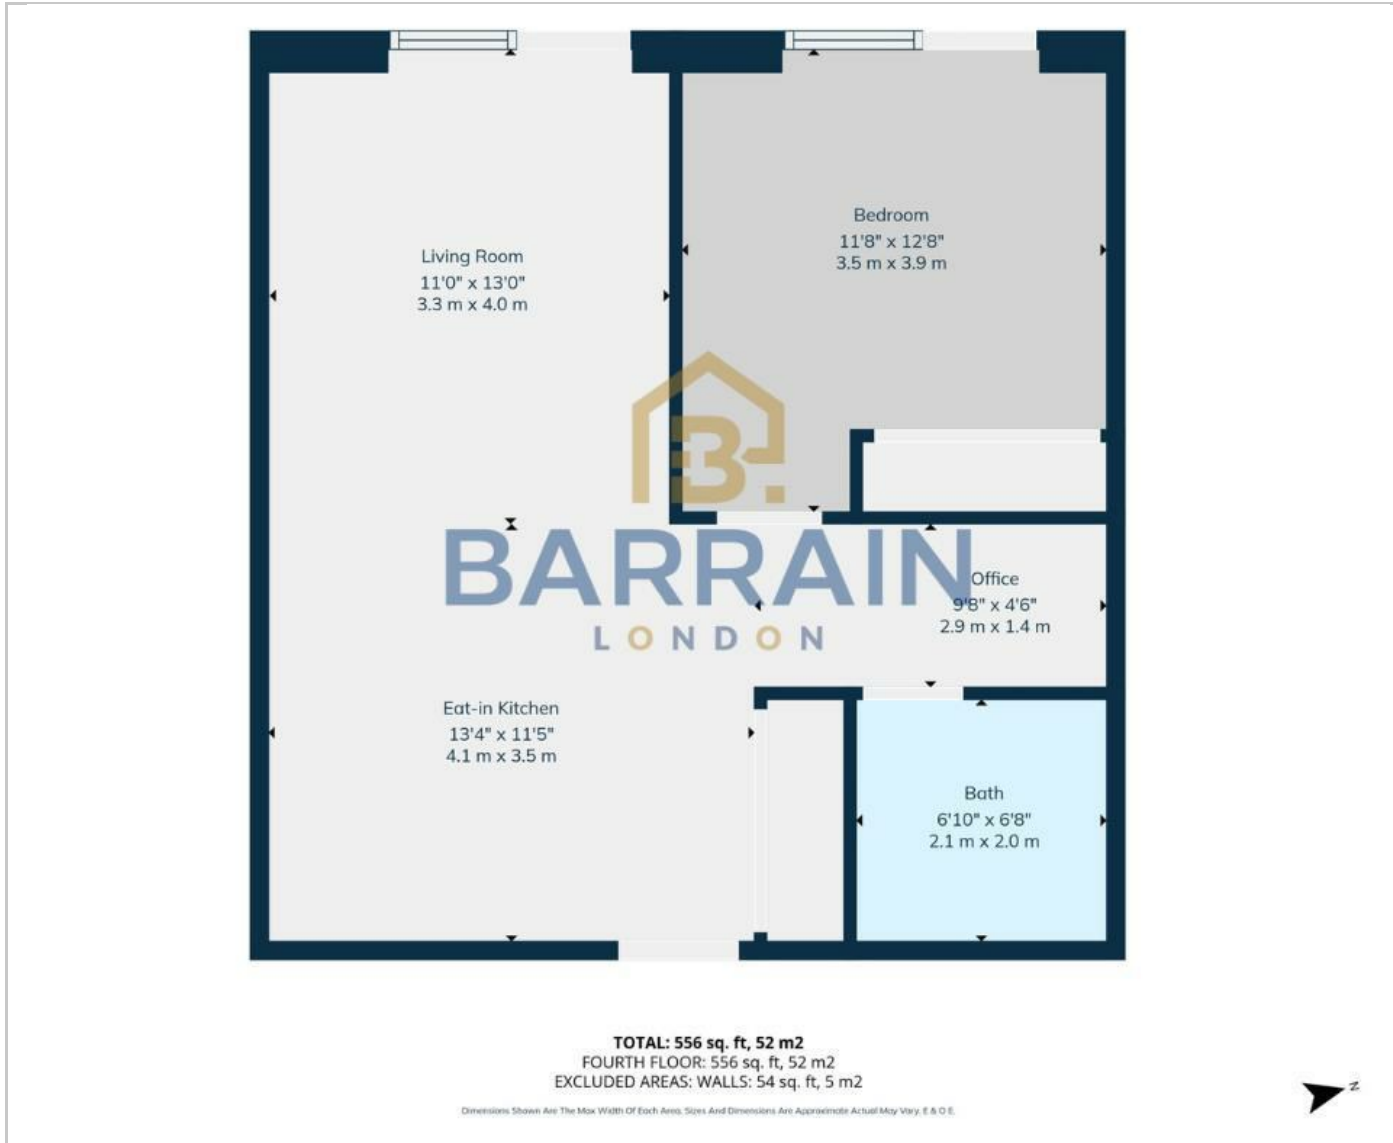 Living Room
11'0" x 13'0"
3.3 m x 4.0 m
Bedroom
11'8" x 12'8"
3.5 m x 3.9 m
B.
BARRAIN
LONDON
Office
9'8" x 4'6"
2.9 m x 1.4 m
Eat-in Kitchen
13'4" x 11'5"
4.1 m x 3.5 m
Bath
6'10" x 6'8"
2.1 m x 2.0 m
TOTAL: 556 sq. ft, 52 m2
FOURTH FLOOR: 556 sq. ft, 52 m2
EXCLUDED AREAS: WALLS: 54 sq. ft, 5 m2
Dimensions Shown Are The Max Width Of Each Area. Sizes And Dimensions Are Approximate Actual May Vary. E & O E.
N